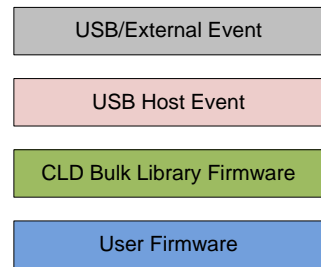 USB/External Event
USB Host Event
CLD Bulk Library Firmware
User Firmware